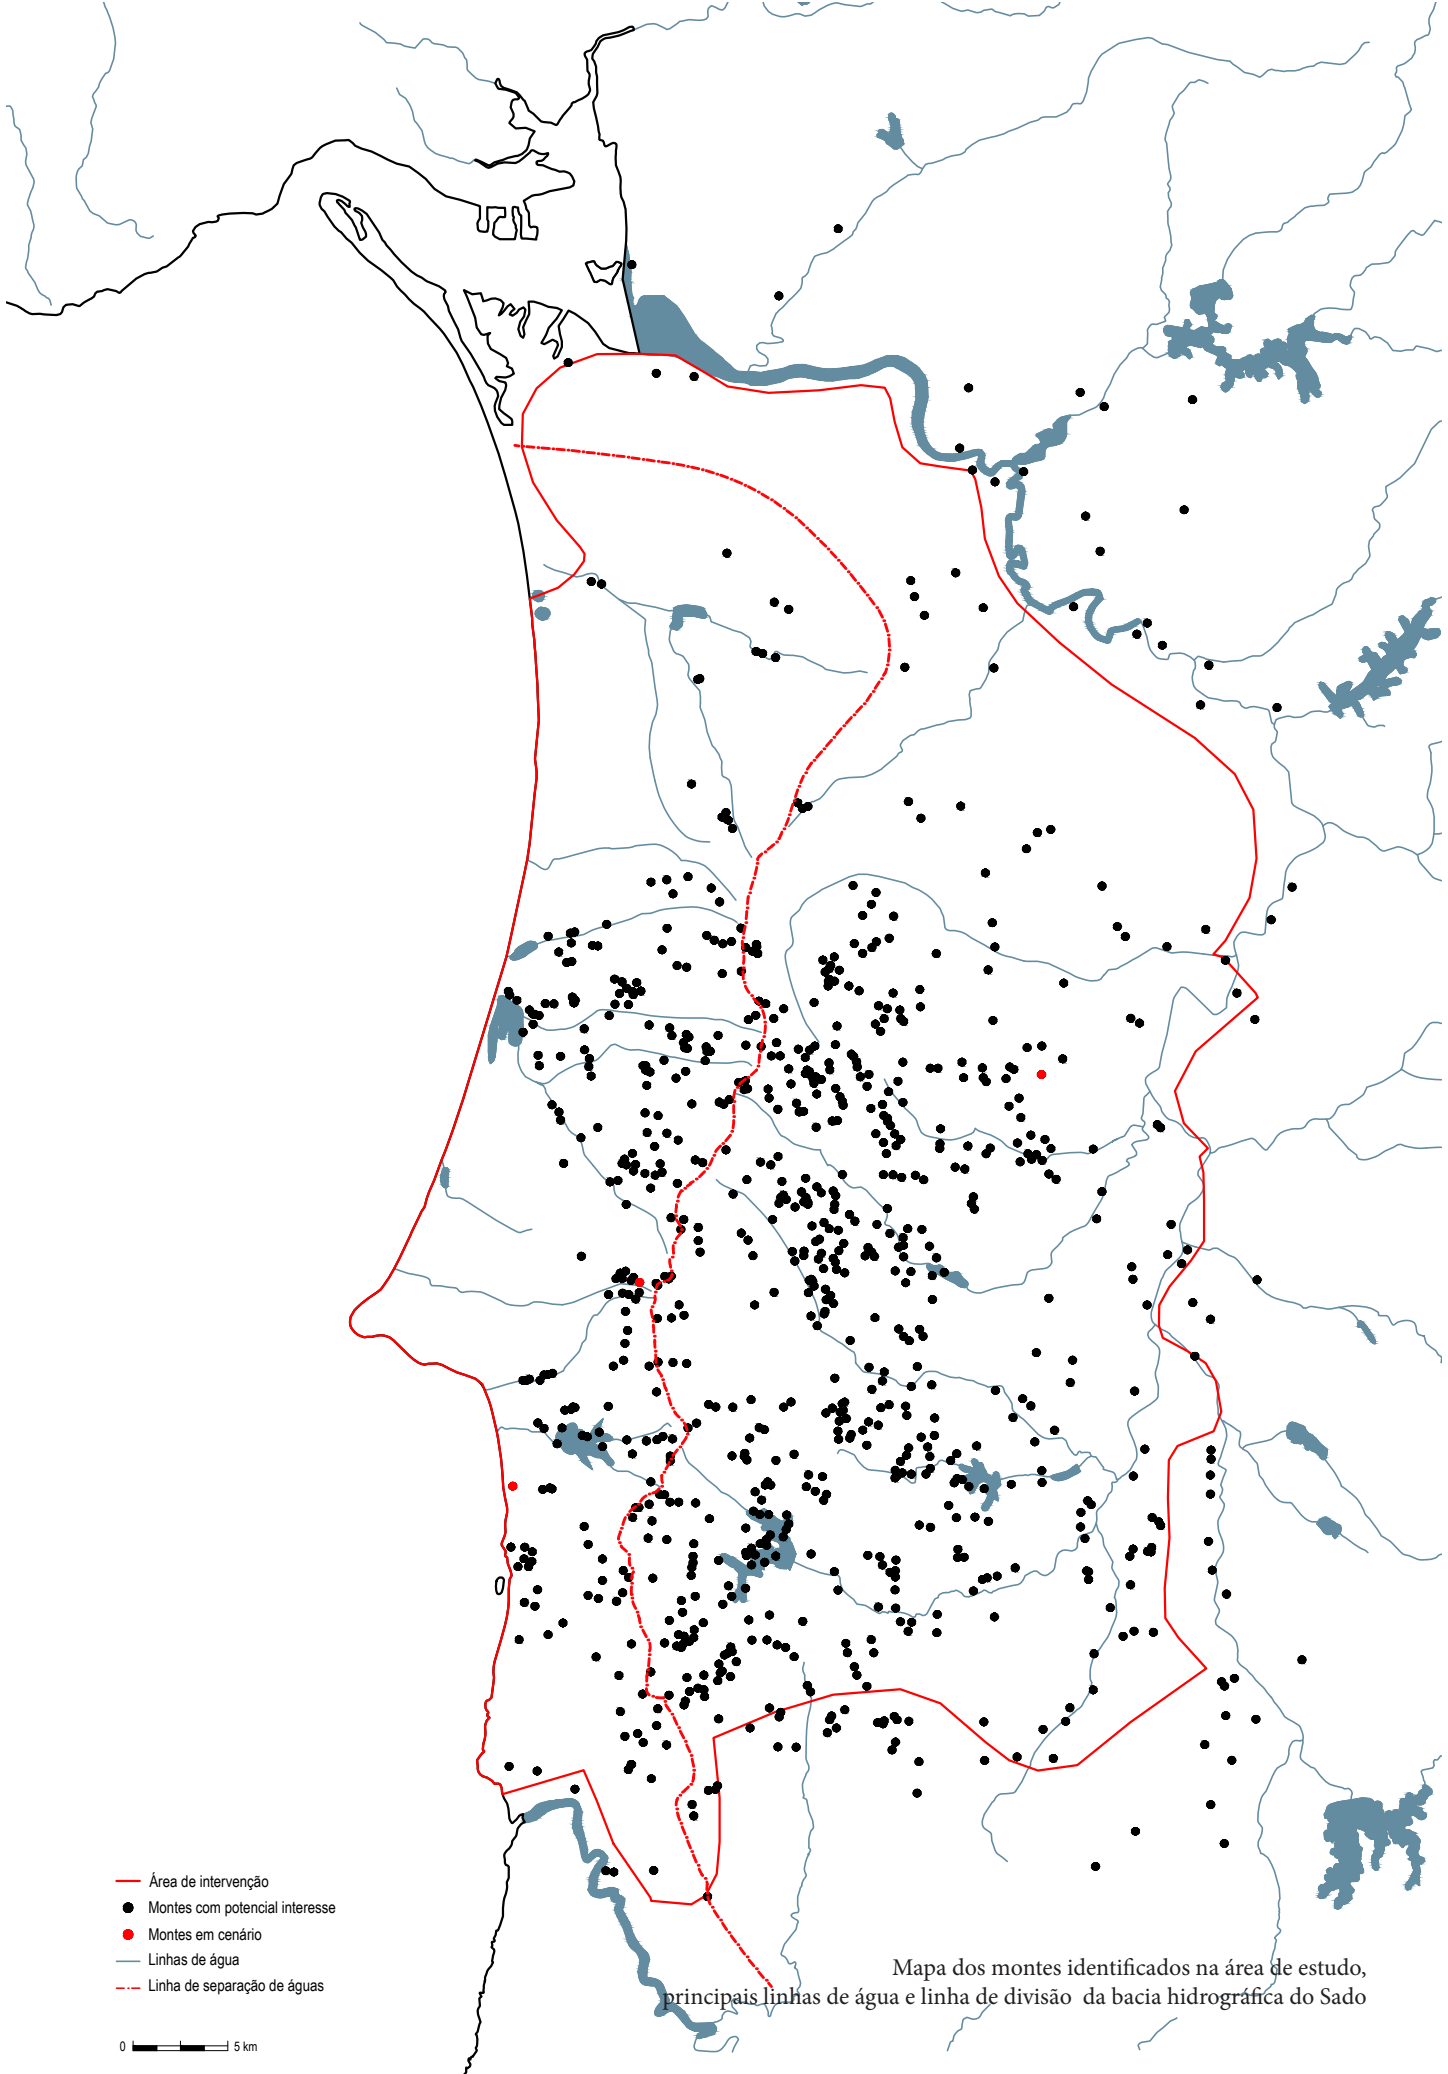 Área de intervenção
Montes com potencial interesse
Montes em cenário
Linhas de água
Linha de separação de águas
0 5 km
Mapa dos montes identificados na área de estudo,
principais linhas de água e linha de divisão da bacia hidrográfica do Sado